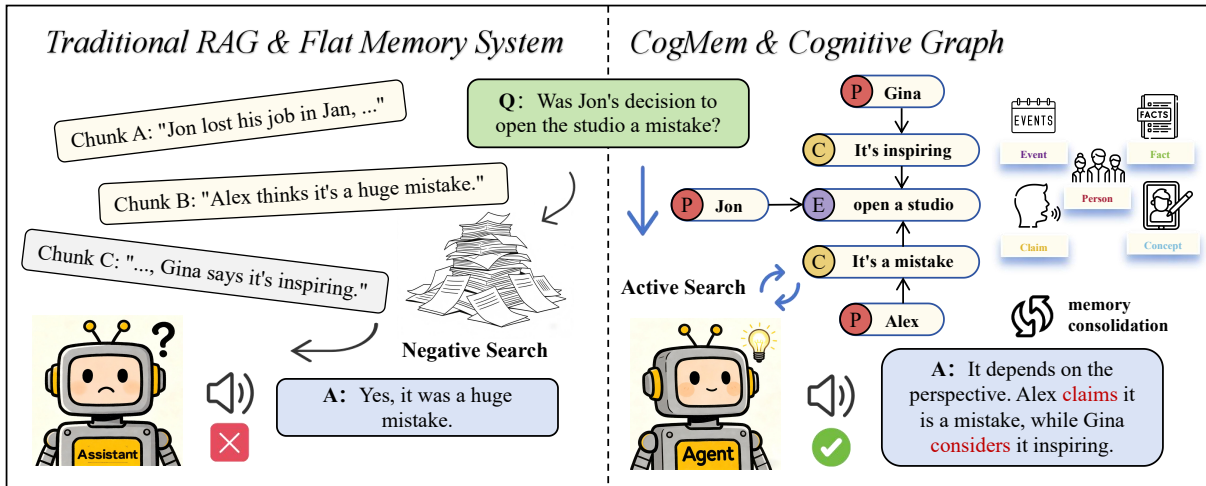 Traditional RAG & Flat Memory System
Chunk A: "Jon lost his job in Jan, ..."
Chunk B: "Alex thinks it's a huge mistake."
Chunk C: "..., Gina says it's inspiring."
Negative Search
?
Assistant
A: Yes, it was a huge
mistake.
Q: Was Jon's decision to
open the studio a mistake?
CogMem & Cognitive Graph
P Gina
C It's inspiring
P Jon
E open a studio
C It's a mistake
P Alex
Active Search
EVENTS
Event
FACTS
Fact
Person
Claim
Concept
memory
consolidation
Agent
A: It depends on the
perspective. Alex claims it
is a mistake, while Gina
considers it inspiring.